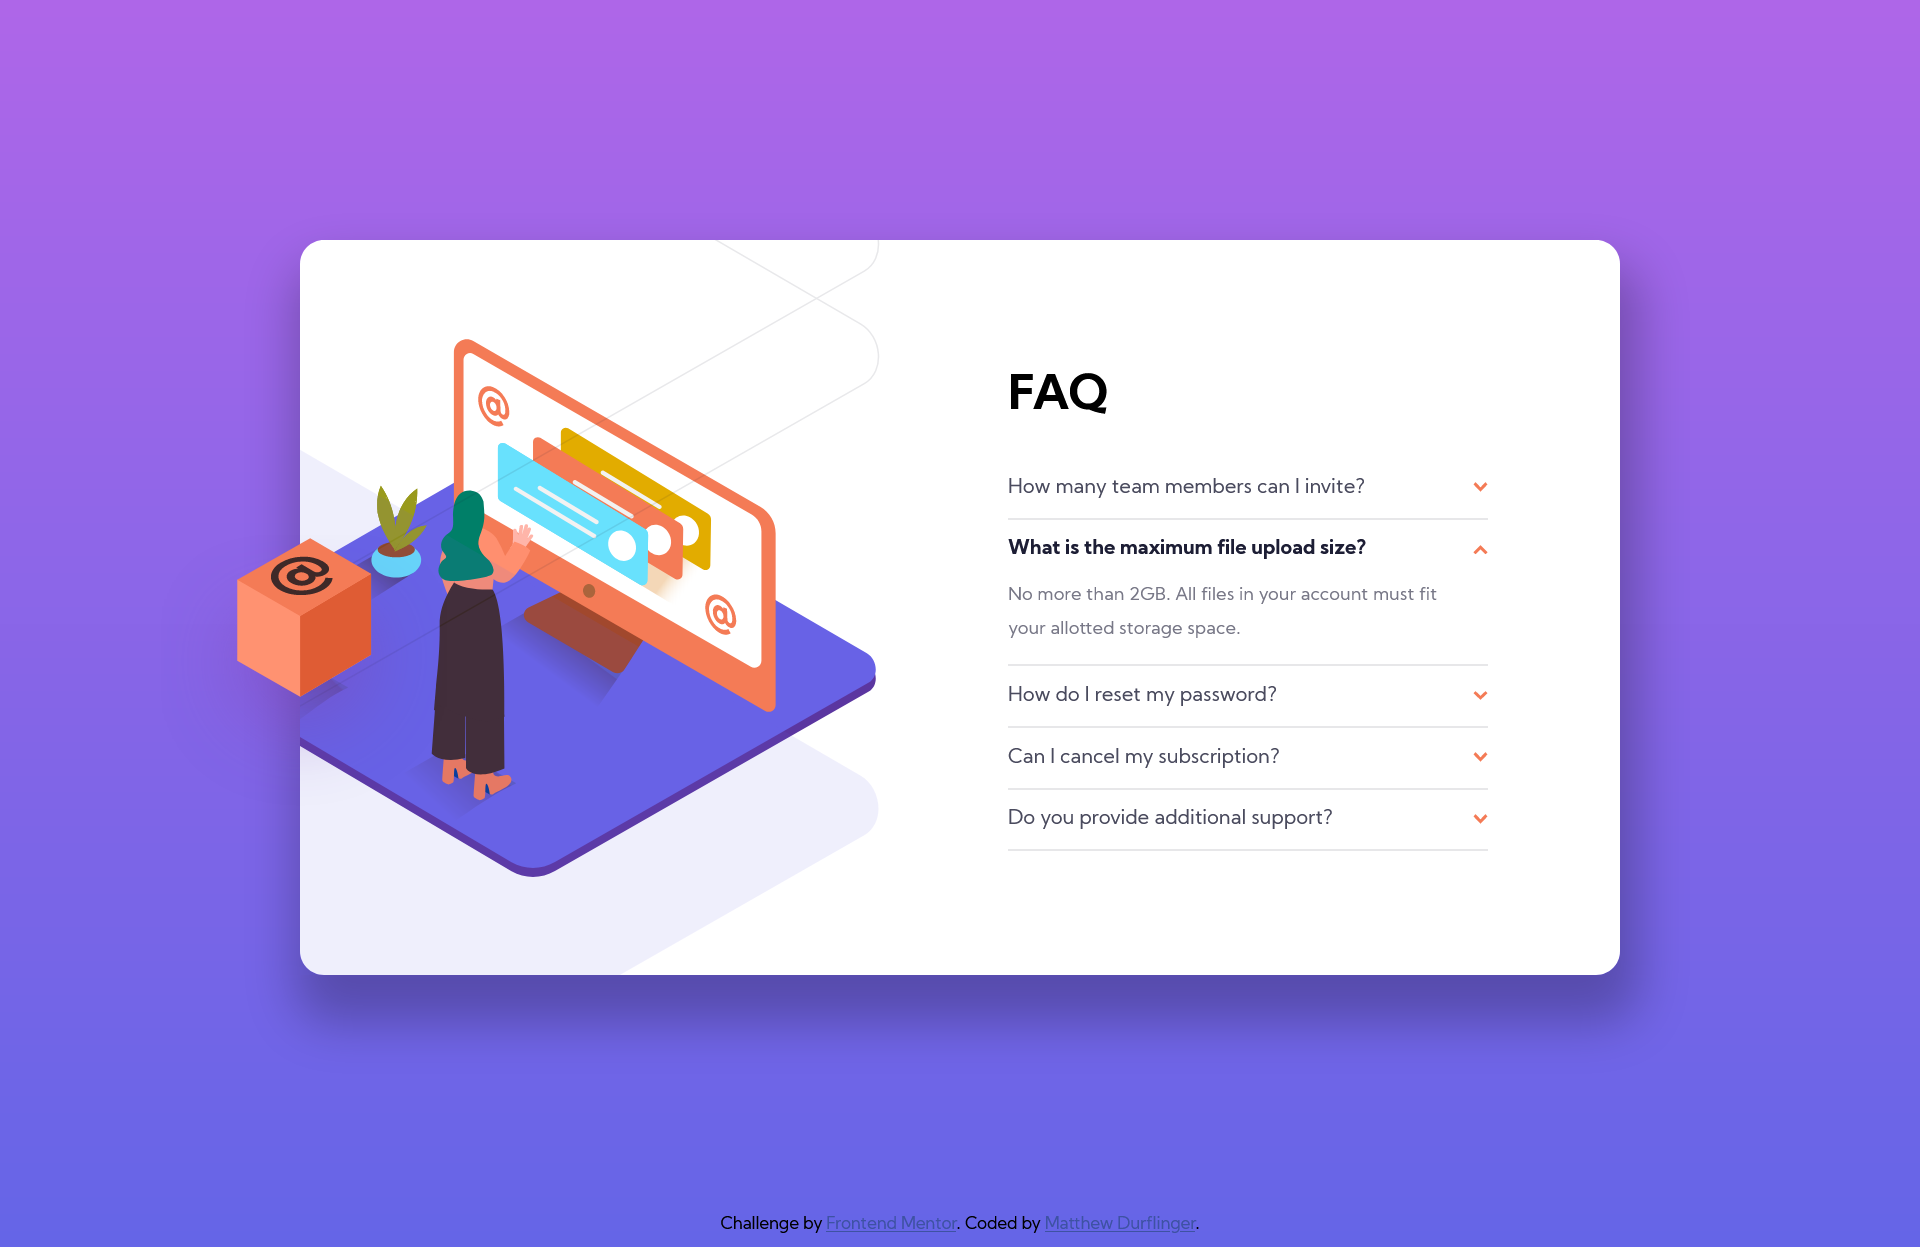 @
@
@
FAQ
How many team members can I invite?
What is the maximum file upload size?
No more than 2GB. All files in your account must fit
your allotted storage space.
How do I reset my password?
Can I cancel my subscription?
Do you provide additional support?
Challenge by Frontend Mentor. Coded by Matthew Durflinger.